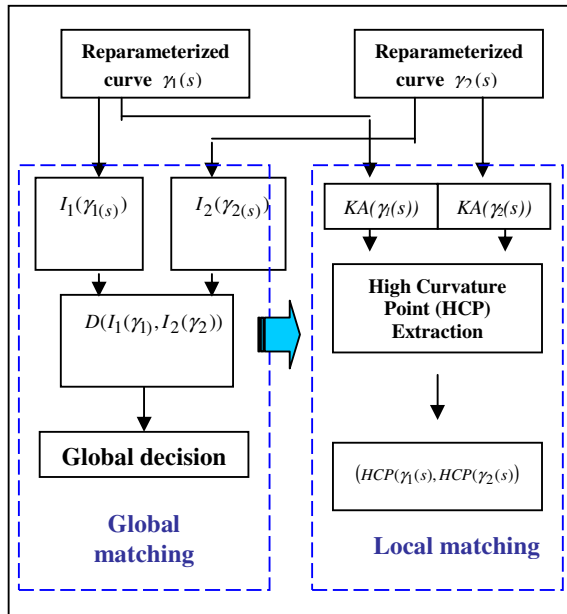 Reparameterized
curve γ₁(s)
Reparameterized
curve γ₂(s)
I₁(γ₁₍ₛ₎)
I₂(γ₂₍ₛ₎)
KA(γ₁(s))
KA(γ₂(s))
High Curvature
Point (HCP)
Extraction
D(I₁(γ₁), I₂(γ₂))
Global decision
(HCP(γ₁(s), HCP(γ₂(s))
Global
matching
Local matching